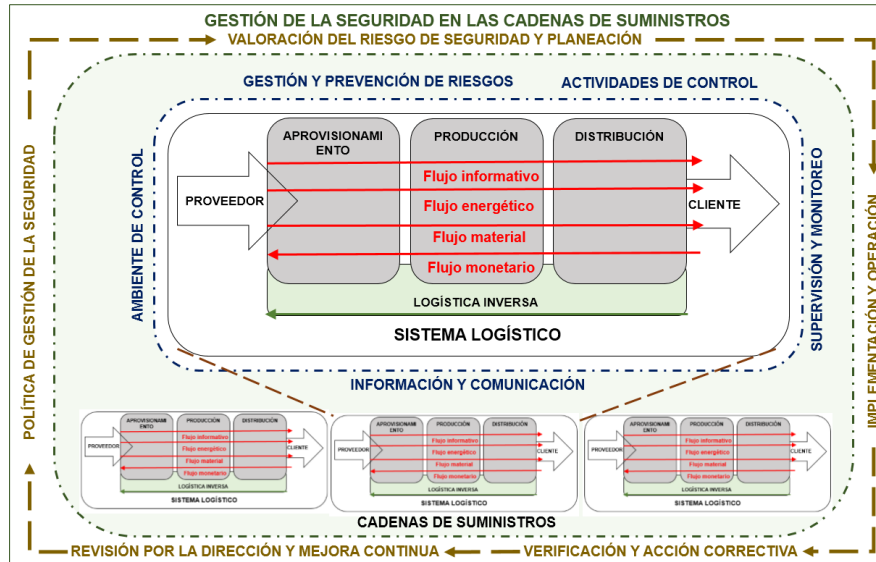 GESTIÓN DE LA SEGURIDAD EN LAS CADENAS DE SUMINISTROS
VALORACIÓN DEL RIESGO DE SEGURIDAD Y PLANEACIÓN
GESTIÓN Y PREVENCIÓN DE RIESGOS
ACTIVIDADES DE CONTROL
POLÍTICA DE GESTIÓN DE LA SEGURIDAD
AMBIENTE DE CONTROL
APROVISIONAMI
ENTO
PRODUCCIÓN
DISTRIBUCIÓN
PROVEEDOR
Flujo informativo
Flujo energético
Flujo material
Flujo monetario
CLIENTE
LOGÍSTICA INVERSA
SISTEMA LOGÍSTICO
SUPERVISIÓN Y MONITOREO
IMPLEMENTACIÓN Y OPERACIÓN
INFORMACIÓN Y COMUNICACIÓN
APROVISIONAMI
ENTO
PRODUCCIÓN
DISTRIBUCIÓN
PROVEEDOR
Flujo informativo
Flujo energético
Flujo material
Flujo monetario
CLIENTE
LOGÍSTICA INVERSA
SISTEMA LOGÍSTICO
APROVISIONAMI
ENTO
PRODUCCIÓN
DISTRIBUCIÓN
PROVEEDOR
Flujo informativo
Flujo energético
Flujo material
Flujo monetario
CLIENTE
LOGÍSTICA INVERSA
SISTEMA LOGÍSTICO
APROVISIONAMI
ENTO
PRODUCCIÓN
DISTRIBUCIÓN
PROVEEDOR
Flujo informativo
Flujo energético
Flujo material
Flujo monetario
CLIENTE
LOGÍSTICA INVERSA
SISTEMA LOGÍSTICO
CADENAS DE SUMINISTROS
REVISIÓN POR LA DIRECCIÓN Y MEJORA CONTINUA
VERIFICACIÓN Y ACCIÓN CORRECTIVA